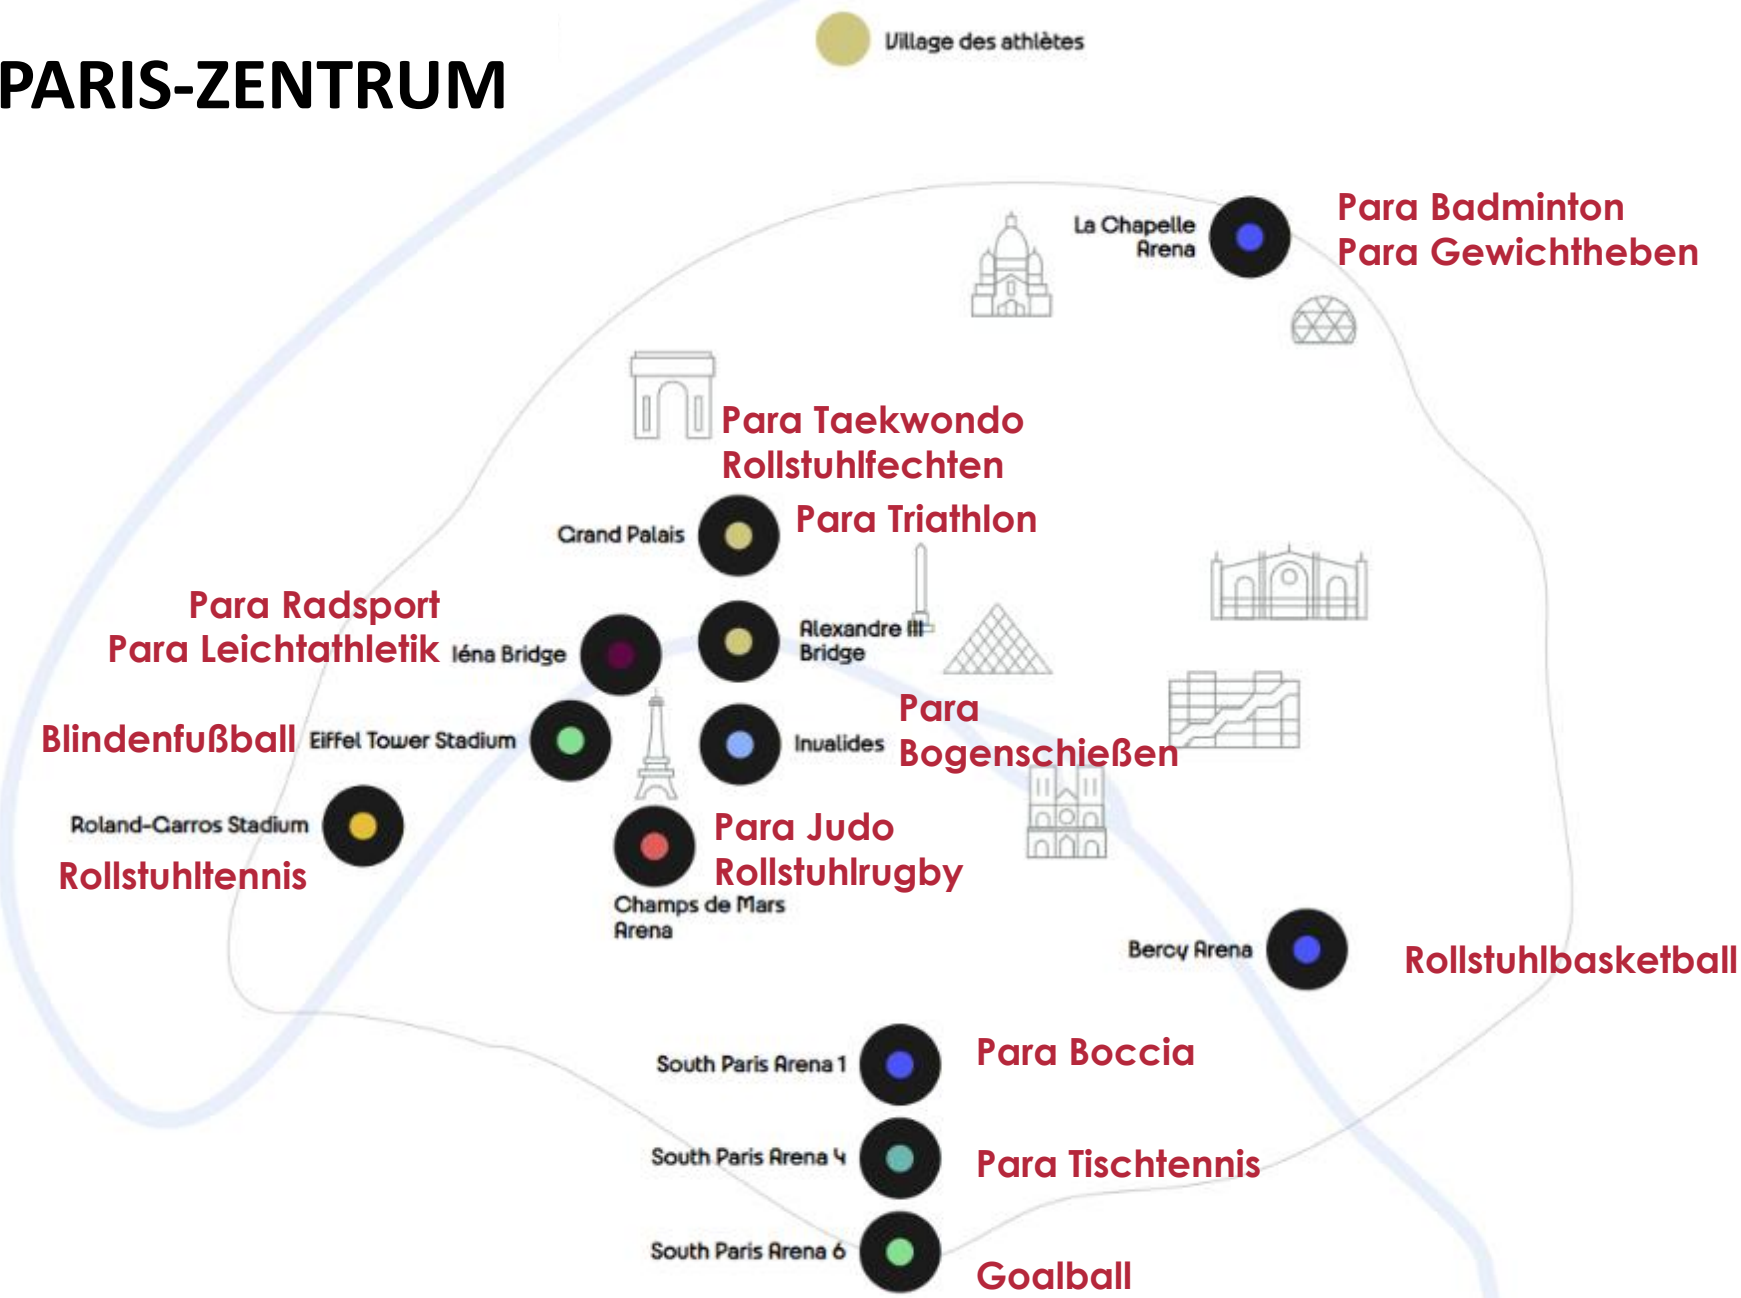 Village des athlètes
PARIS-ZENTRUM
La Chapelle
Arena
Para Badminton
Para Gewichtheben
Para Taekwondo
Rollstuhlfechten
Grand Palais
Para Triathlon
Para Radsport
Para Leichtathletik
Iéna Bridge
Alexandre III
Bridge
Blindenfußball
Eiffel Tower Stadium
Invalides
Para
Bogenschießen
Roland-Garros Stadium
Rollstuhltennis
Para Judo
Rollstuhlrugby
Champs de Mars
Arena
Bercy Arena
Rollstuhlbasketball
South Paris Arena 1
Para Boccia
South Paris Arena 4
Para Tischtennis
South Paris Arena 6
Goalball